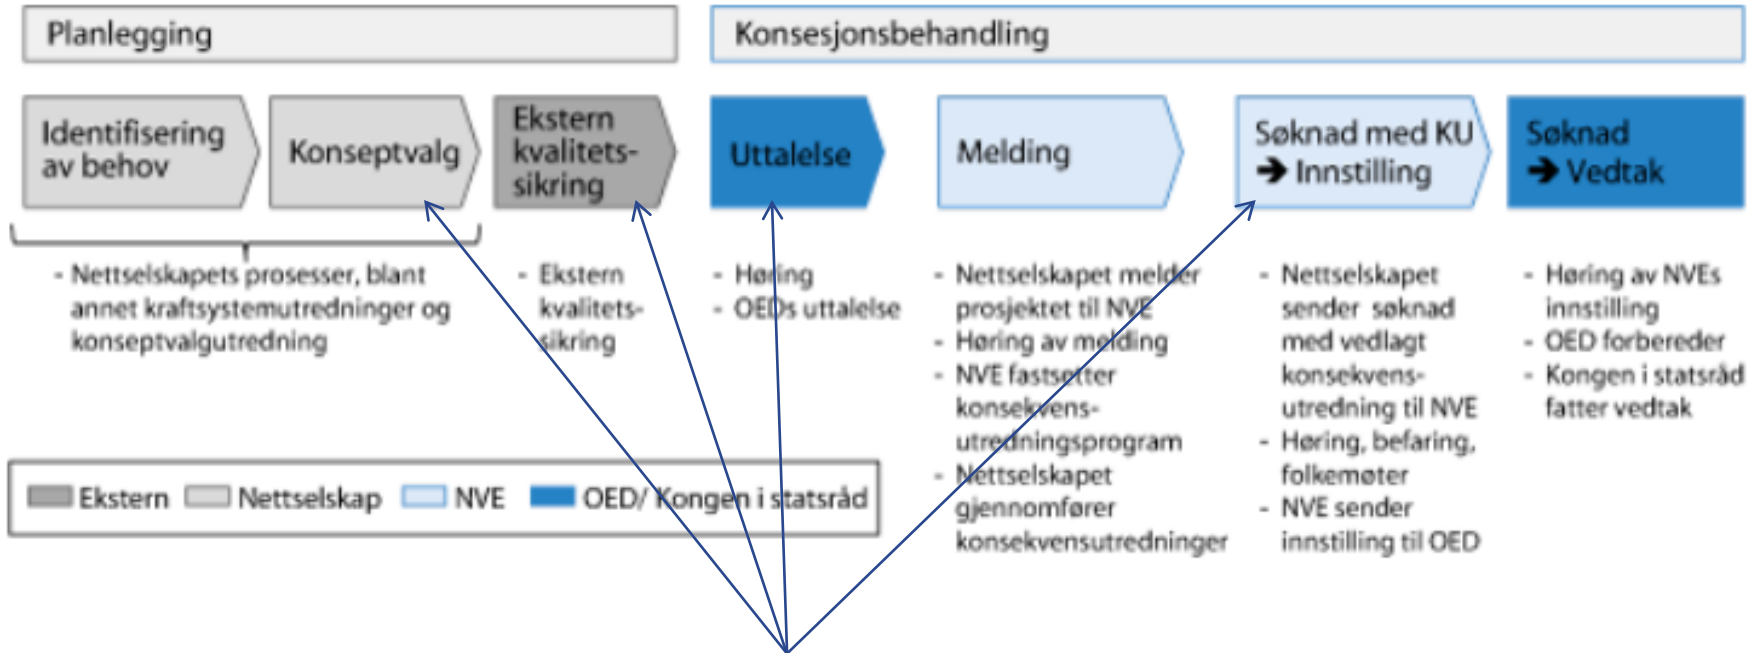 Planlegging
Konsesjonsbehandling
Identifisering
av behov
Konseptvalg
Ekstern
kvalitets-
sikring
Uttalelse
Melding
Søknad med KU
➔ Innstilling
Søknad
➔ Vedtak
- Nettselskapets prosesser, blant
annet kraftsystemutredninger og
konseptvalgutredning
- Ekstern
kvalitets-
sikring
- Høring
- OEDs uttalelse
- Nettselskapet melder
prosjektet til NVE
- Høring av melding
- NVE fastsetter
konsekvens-
utredningsprogram
- Nettselskapet
gjennomfører
konsekvensutredninger
- Nettselskapet
sender søknad
med vedlagt
konsekvens-
utredning til NVE
- Høring, befaring,
folkemøter
- NVE sender
innstilling til OED
- Høring av NVEs
innstilling
- OED forbereder
- Kongen i statsråd
fatter vedtak
Ekstern
Nettselskap
NVE
OED/ Kongen i statsråd